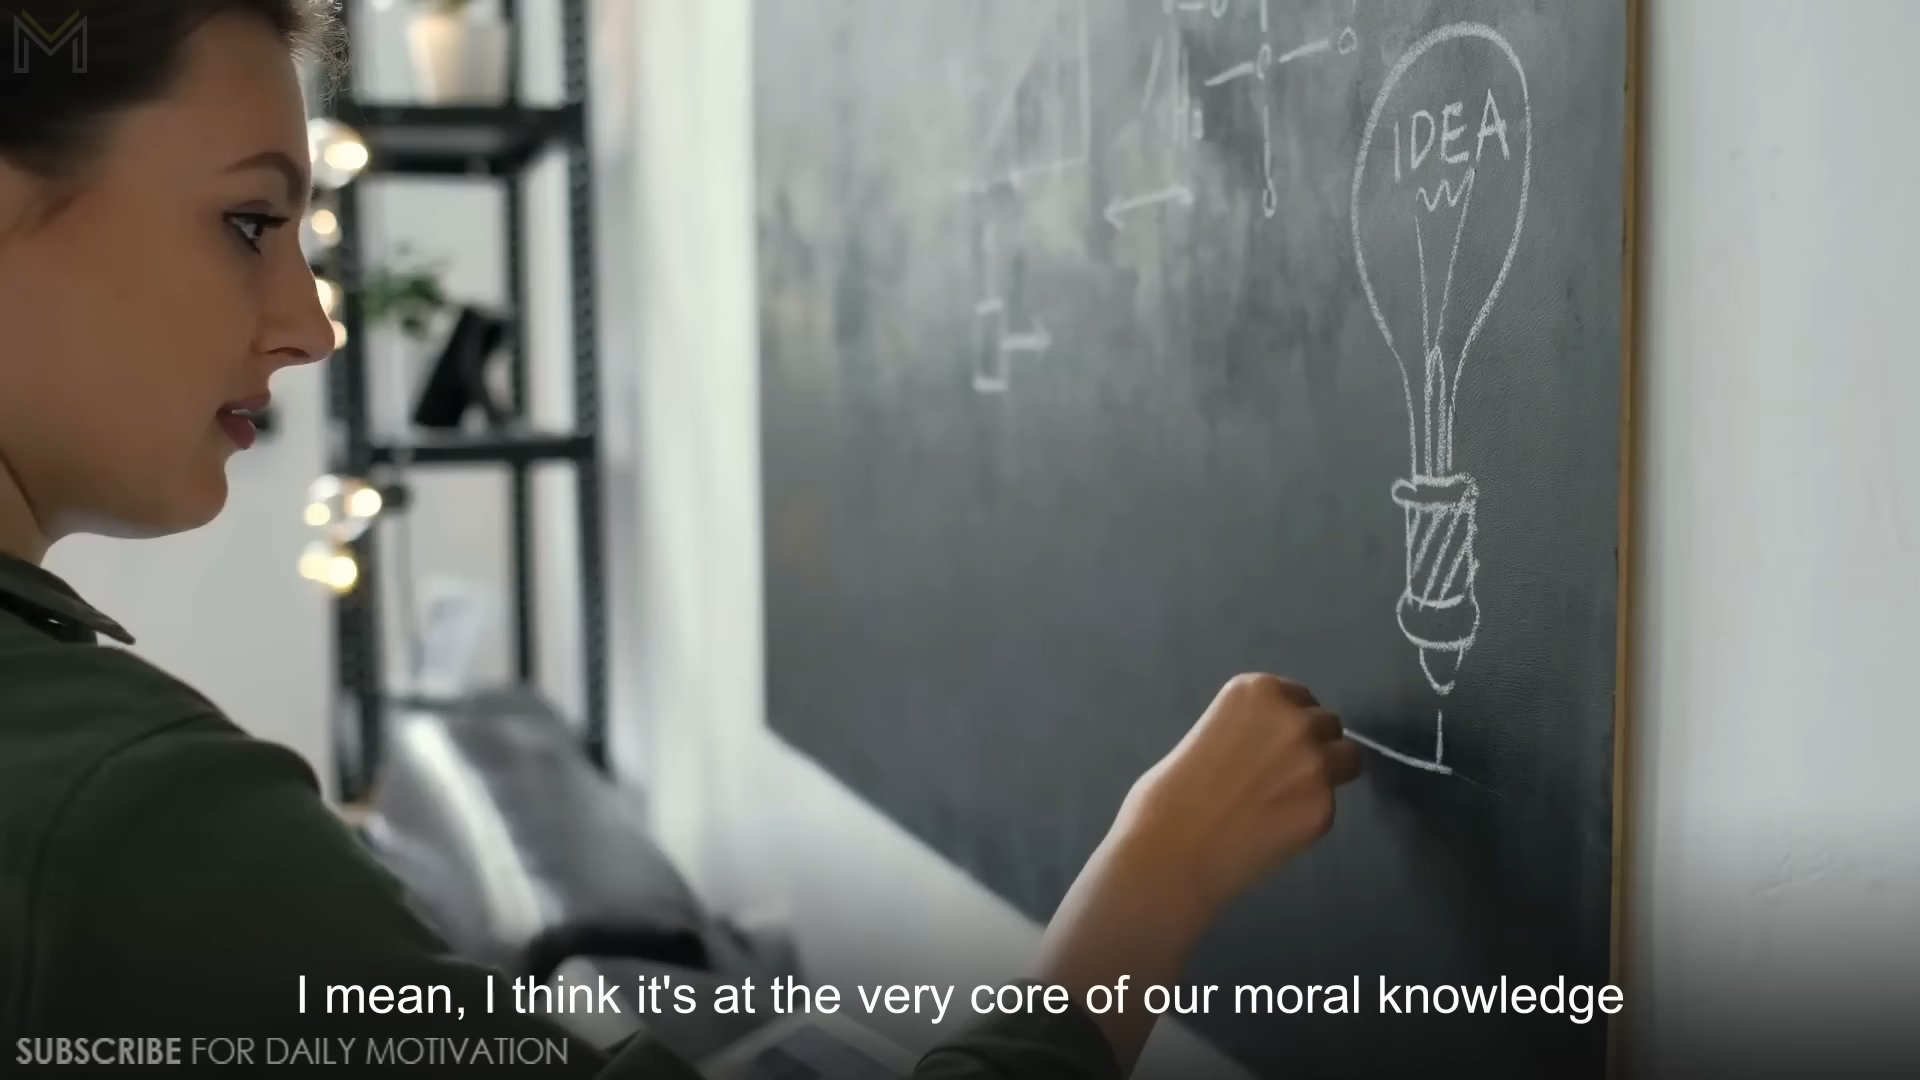 IDEA
I mean, I think it's at the very core of our moral knowledge
SUBSCRIBE FOR DAILY MOTIVATION